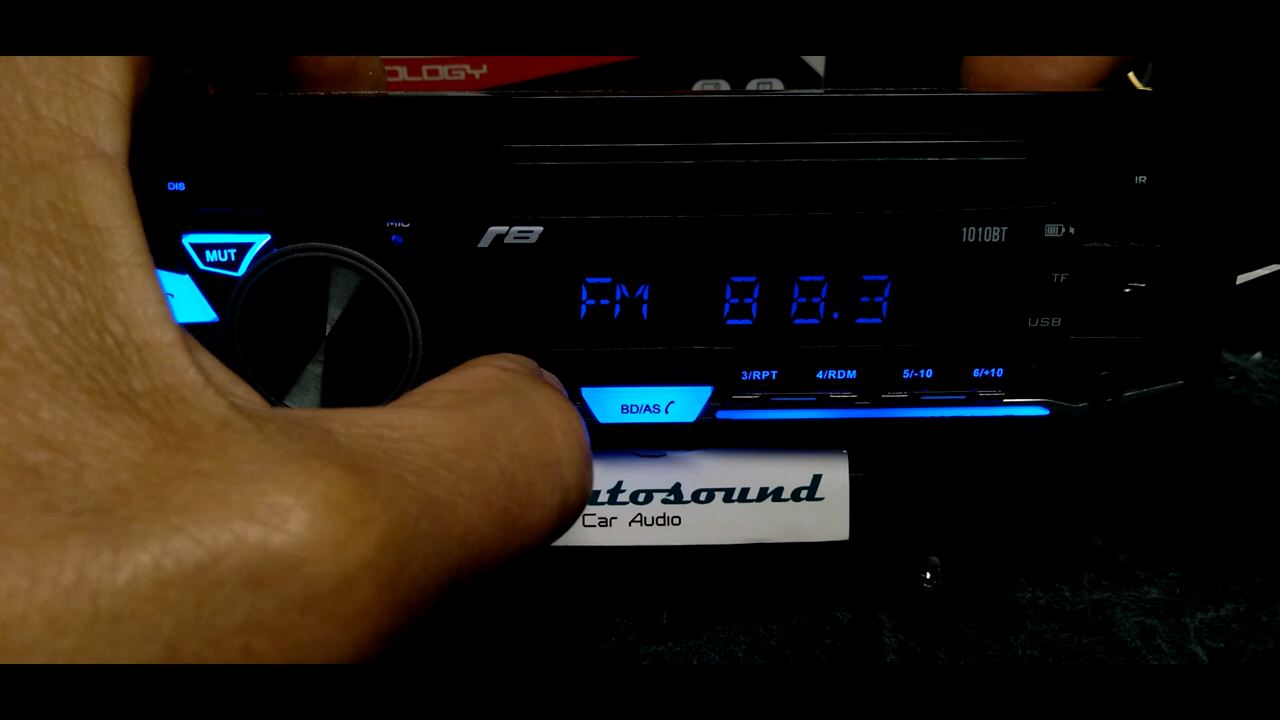 OLOGY
DIS
IR
MIC
MUT
r8
1010BT
TF
FM 88.3
USB
3/RPT 4/RDM 5/-10 6/+10
BD/AS
utosound
Car Audio